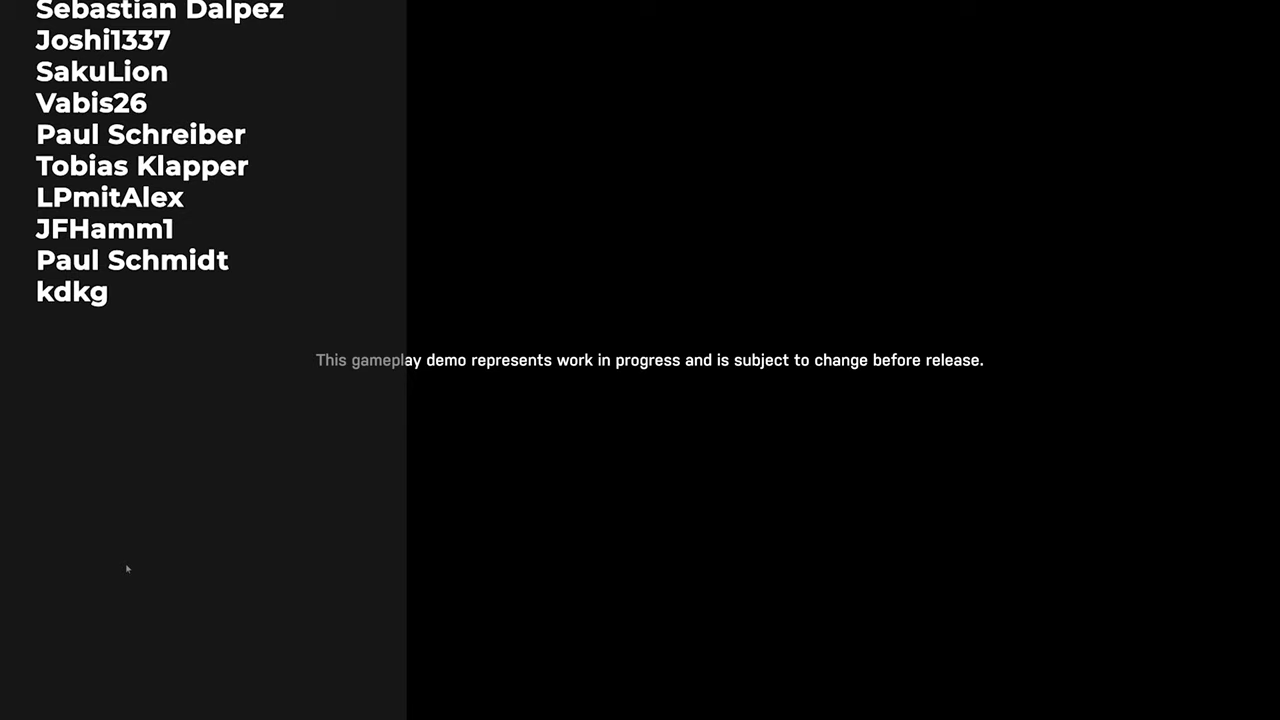 Sebastian Dalpez
Joshi1337
SakuLion
Vabis26
Paul Schreiber
Tobias Klapper
LPmitAlex
JFHamm1
Paul Schmidt
kdkg
This gameplay demo represents work in progress and is subject to change before release.